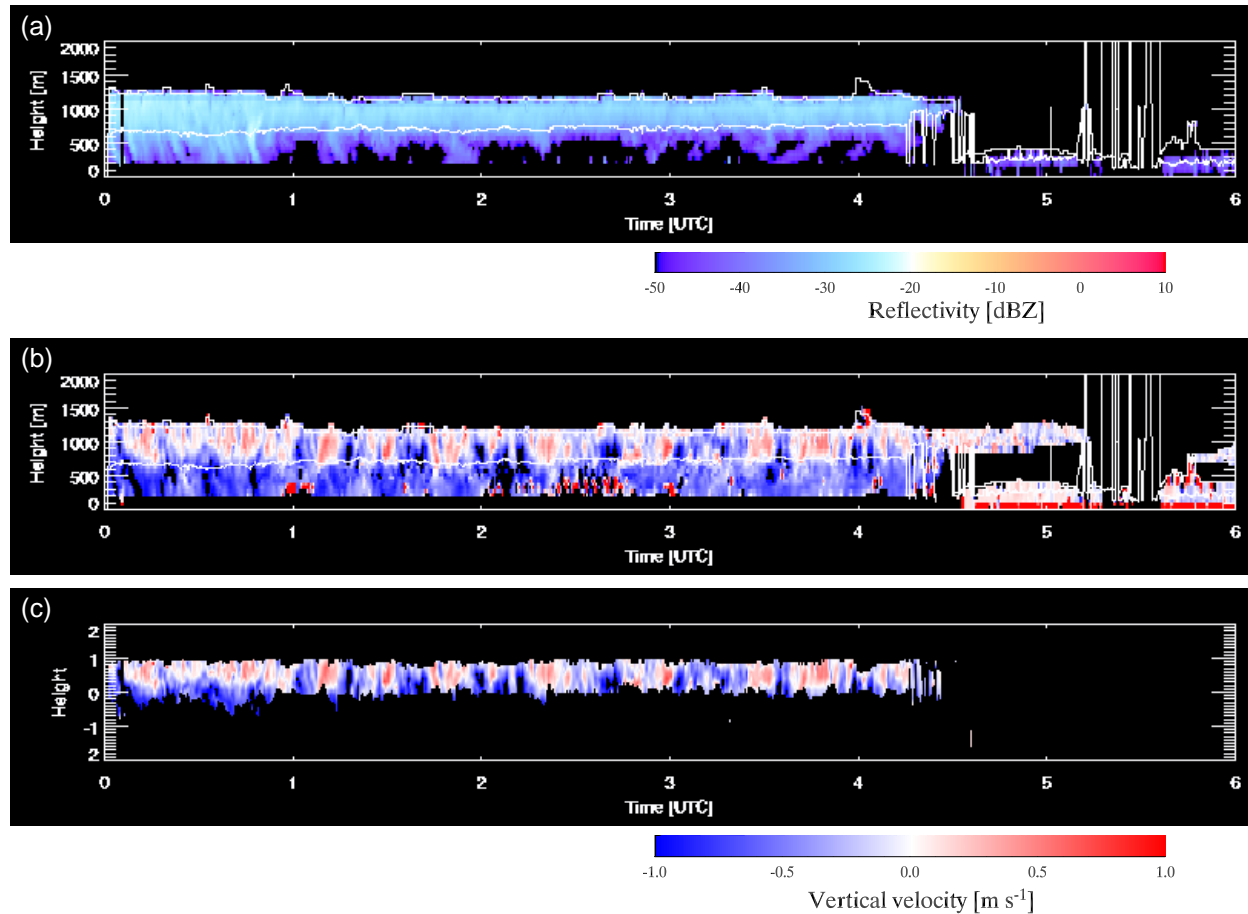 (a)
2000
1500
1000
500
0
Height [m]
0 1 2 3 4 5 6
Time [UTC]
-50 -40 -30 -20 -10 0 10
Reflectivity [dBZ]
(b)
2000
1500
1000
500
0
Height [m]
0 1 2 3 4 5 6
Time [UTC]
(c)
2
1
0
-1
2
Height
0 1 2 3 4 5 6
Time [UTC]
-1.0 -0.5 0.0 0.5 1.0
Vertical velocity [m s⁻¹]